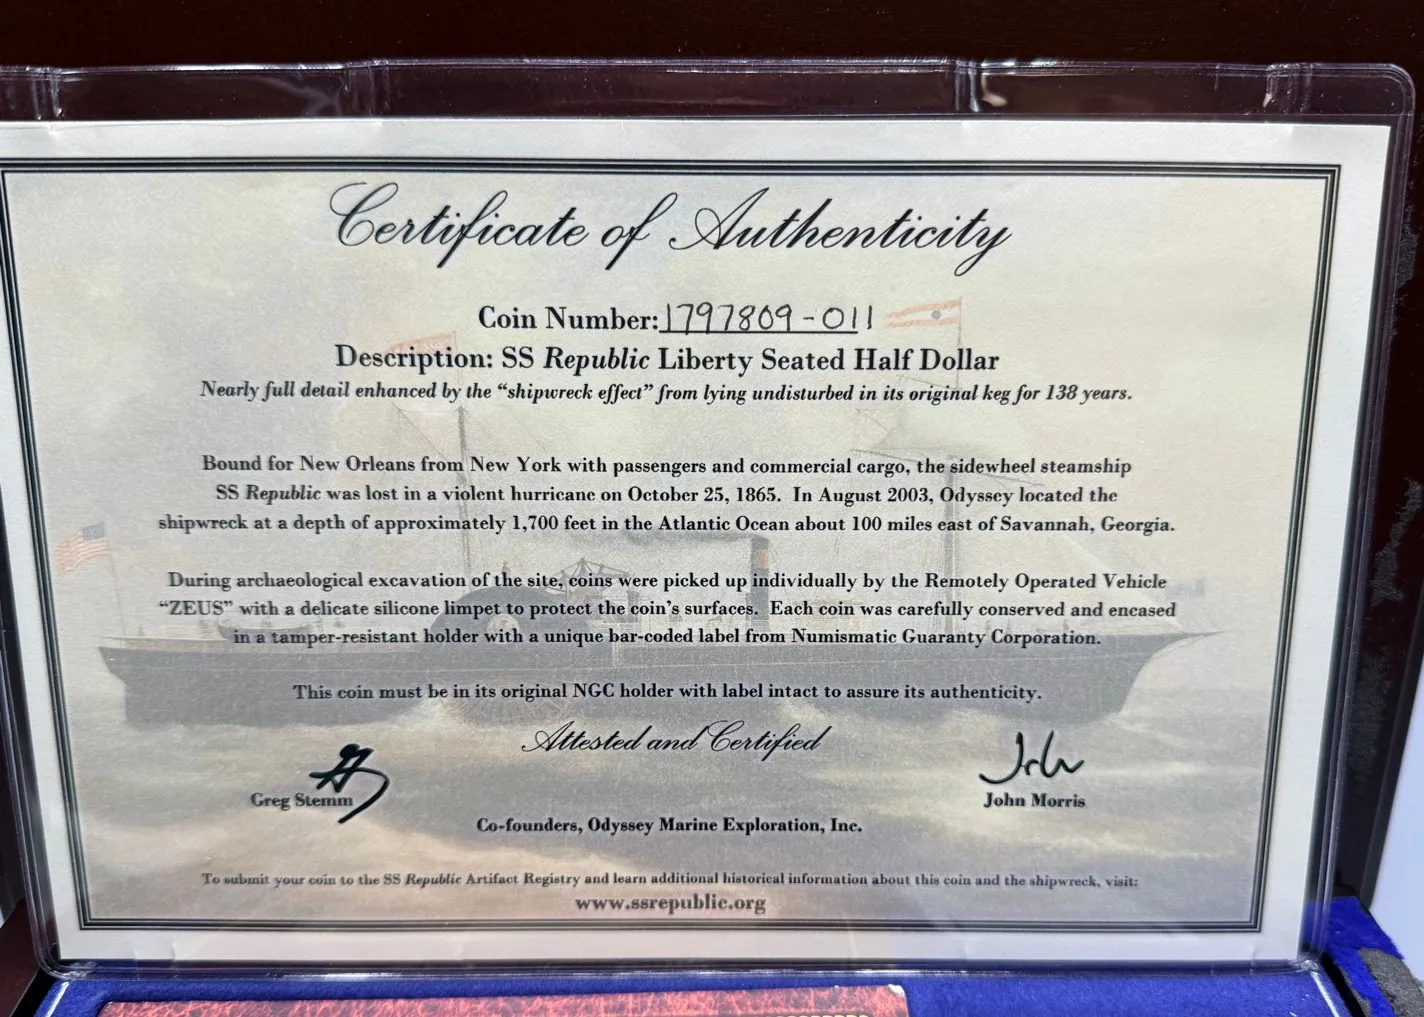 Certificate of Authenticity
Coin Number: 1797809-011
Description: SS Republic Liberty Seated Half Dollar
Nearly full detail enhanced by the “shipwreck effect” from lying undisturbed in its original keg for 138 years.
Bound for New Orleans from New York with passengers and commercial cargo, the sidewheel steamship
SS Republic was lost in a violent hurricane on October 25, 1865. In August 2003, Odyssey located the
shipwreck at a depth of approximately 1,700 feet in the Atlantic Ocean about 100 miles east of Savannah, Georgia.
During archaeological excavation of the site, coins were picked up individually by the Remotely Operated Vehicle
“ZEUS” with a delicate silicone limpet to protect the coin’s surfaces. Each coin was carefully conserved and encased
in a tamper-resistant holder with a unique bar-coded label from Numismatic Guaranty Corporation.
This coin must be in its original NGC holder with label intact to assure its authenticity.
Attested and Certified
Greg Stemm
John Morris
Co-founders, Odyssey Marine Exploration, Inc.
To submit your coin to the SS Republic Artifact Registry and learn additional historical information about this coin and the shipwreck, visit:
www.ssrepublic.org